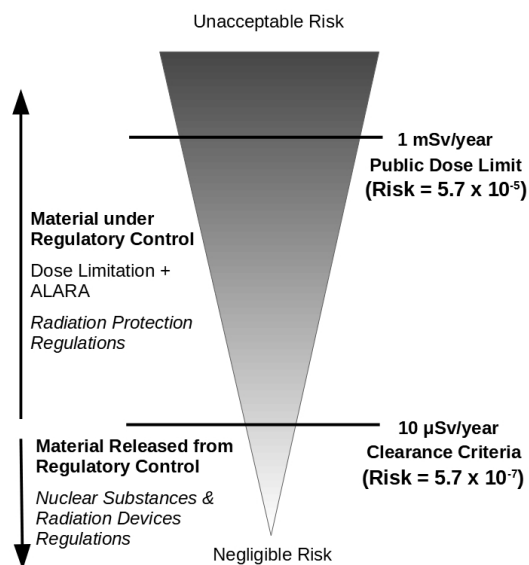 Unacceptable Risk
1 mSv/year
Public Dose Limit
(Risk = 5.7 x 10⁻⁵)
Material under
Regulatory Control
Dose Limitation +
ALARA
Radiation Protection
Regulations
10 μSv/year
Clearance Criteria
(Risk = 5.7 x 10⁻⁷)
Material Released from
Regulatory Control
Nuclear Substances &
Radiation Devices
Regulations
Negligible Risk